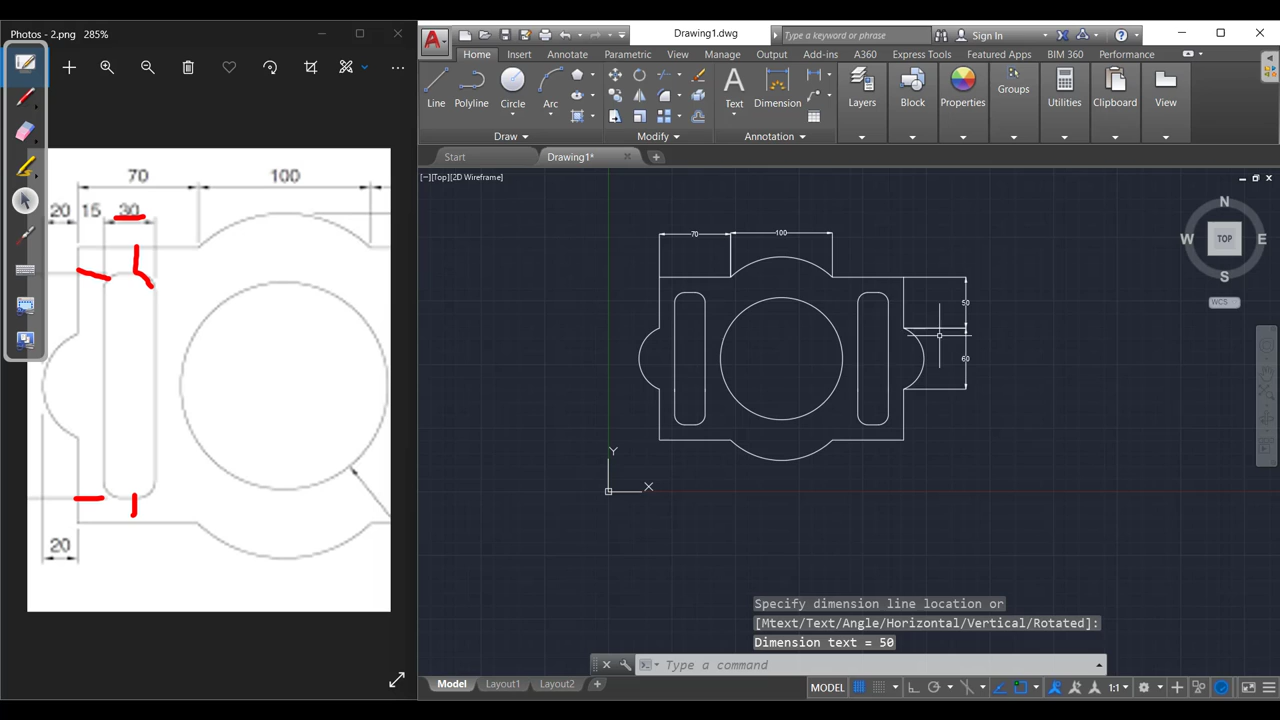 Photos - 2.png 285%
70 100
20 15 30
20
Drawing1.dwg
Type a keyword or phrase
Sign In
Home Insert Annotate Parametric View Manage Output Add-ins A360 Express Tools Featured Apps BIM 360 Performance
Line Polyline Circle Arc Text Dimension Layers Block Properties Groups Utilities Clipboard View
Draw Modify Annotation
Start Drawing1*
[−][Top][2D Wireframe]
N
W TOP E
S
WCS
70 100
50
60
Y
X
Specify dimension line location or
[Mtext/Text/Angle/Horizontal/Vertical/Rotated]:
Dimension text = 50
Type a command
Model Layout1 Layout2
MODEL 1:1